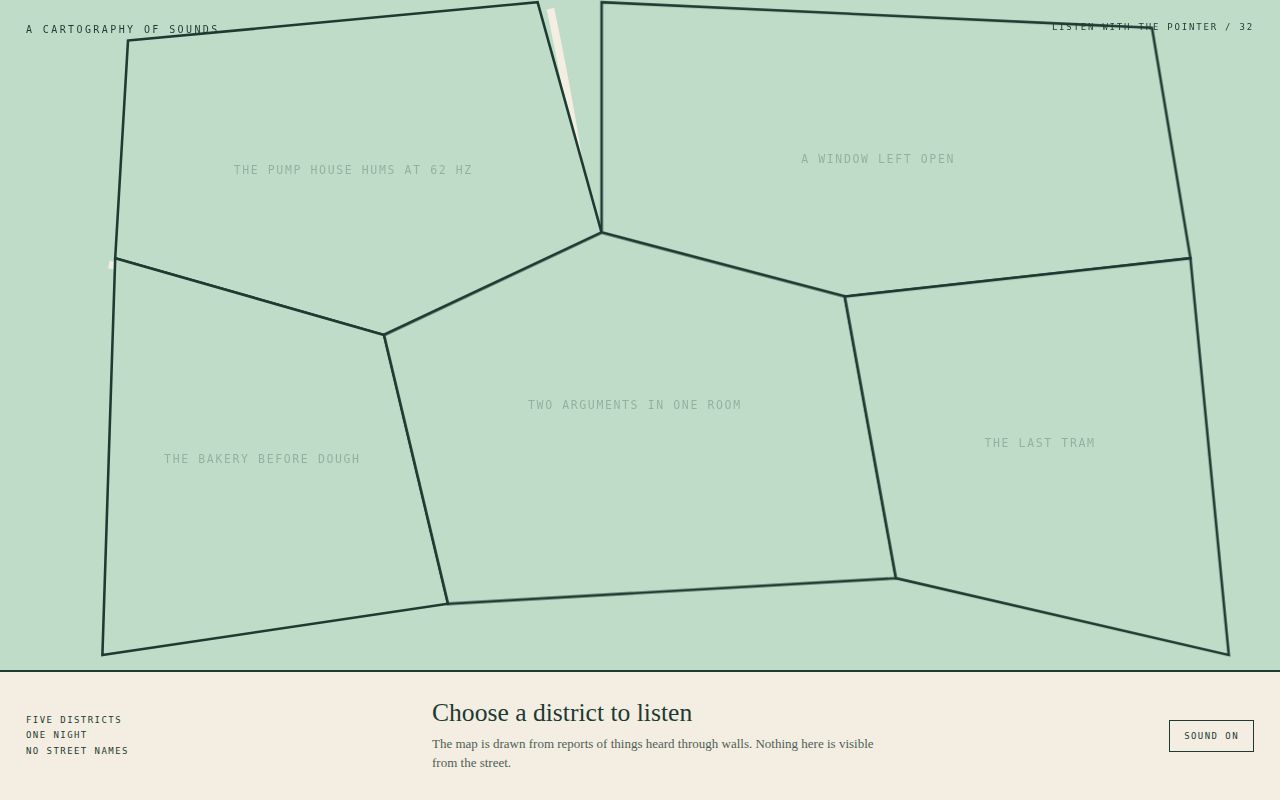 A CARTOGRAPHY OF SOUNDS
LISTEN WITH THE POINTER / 32
THE PUMP HOUSE HUMS AT 62 HZ
A WINDOW LEFT OPEN
TWO ARGUMENTS IN ONE ROOM
THE LAST TRAM
THE BAKERY BEFORE DOUGH
FIVE DISTRICTS
ONE NIGHT
NO STREET NAMES
Choose a district to listen
The map is drawn from reports of things heard through walls. Nothing here is visible
from the street.
SOUND ON